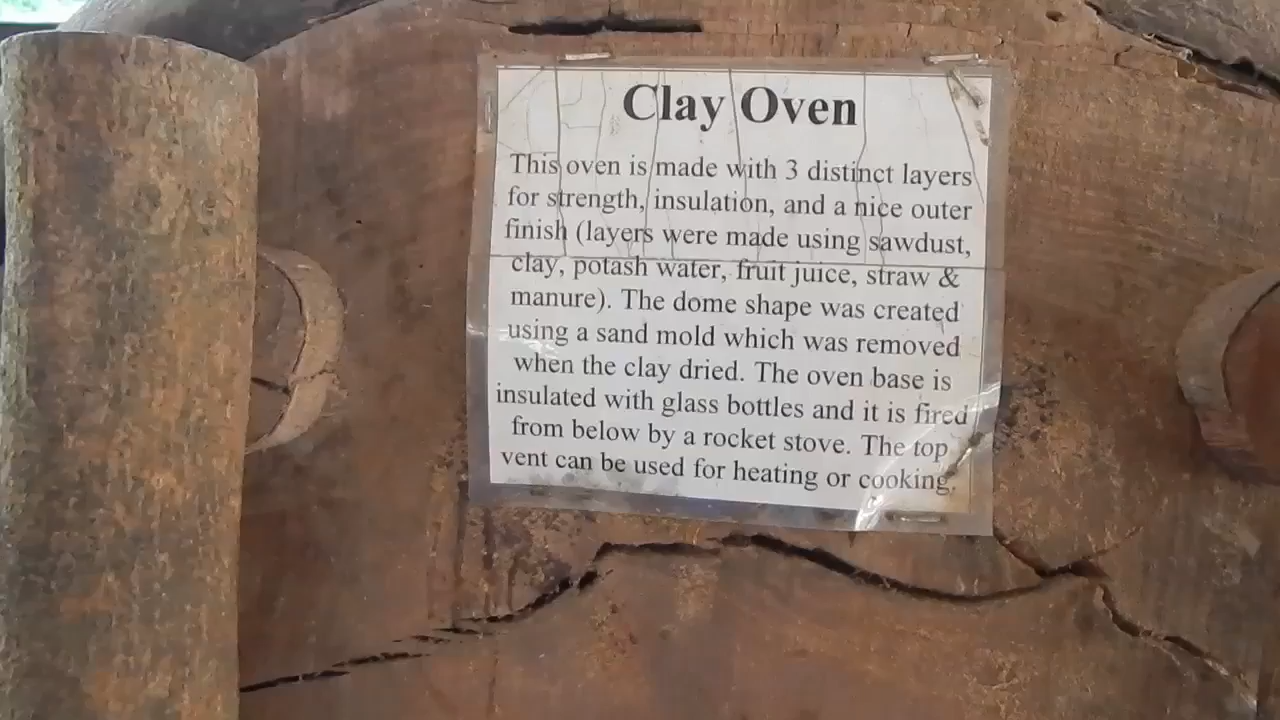 Clay Oven
This oven is made with 3 distinct layers
for strength, insulation, and a nice outer
finish (layers were made using sawdust,
clay, potash water, fruit juice, straw &
manure). The dome shape was created
using a sand mold which was removed
when the clay dried. The oven base is
insulated with glass bottles and it is fired
from below by a rocket stove. The top
vent can be used for heating or cooking.